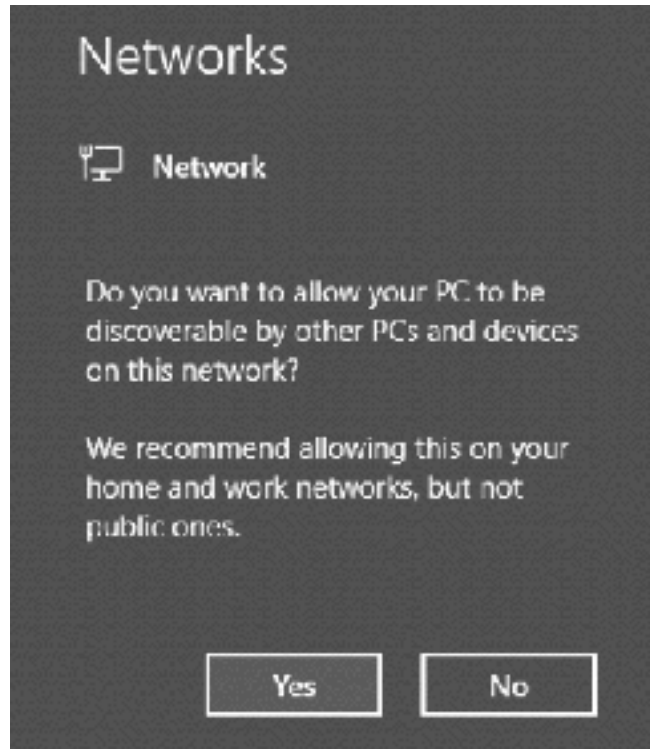 Networks
Network
Do you want to allow your PC to be
discoverable by other PCs and devices
on this network?
We recommend allowing this on your
home and work networks, but not
public ones.
Yes
No